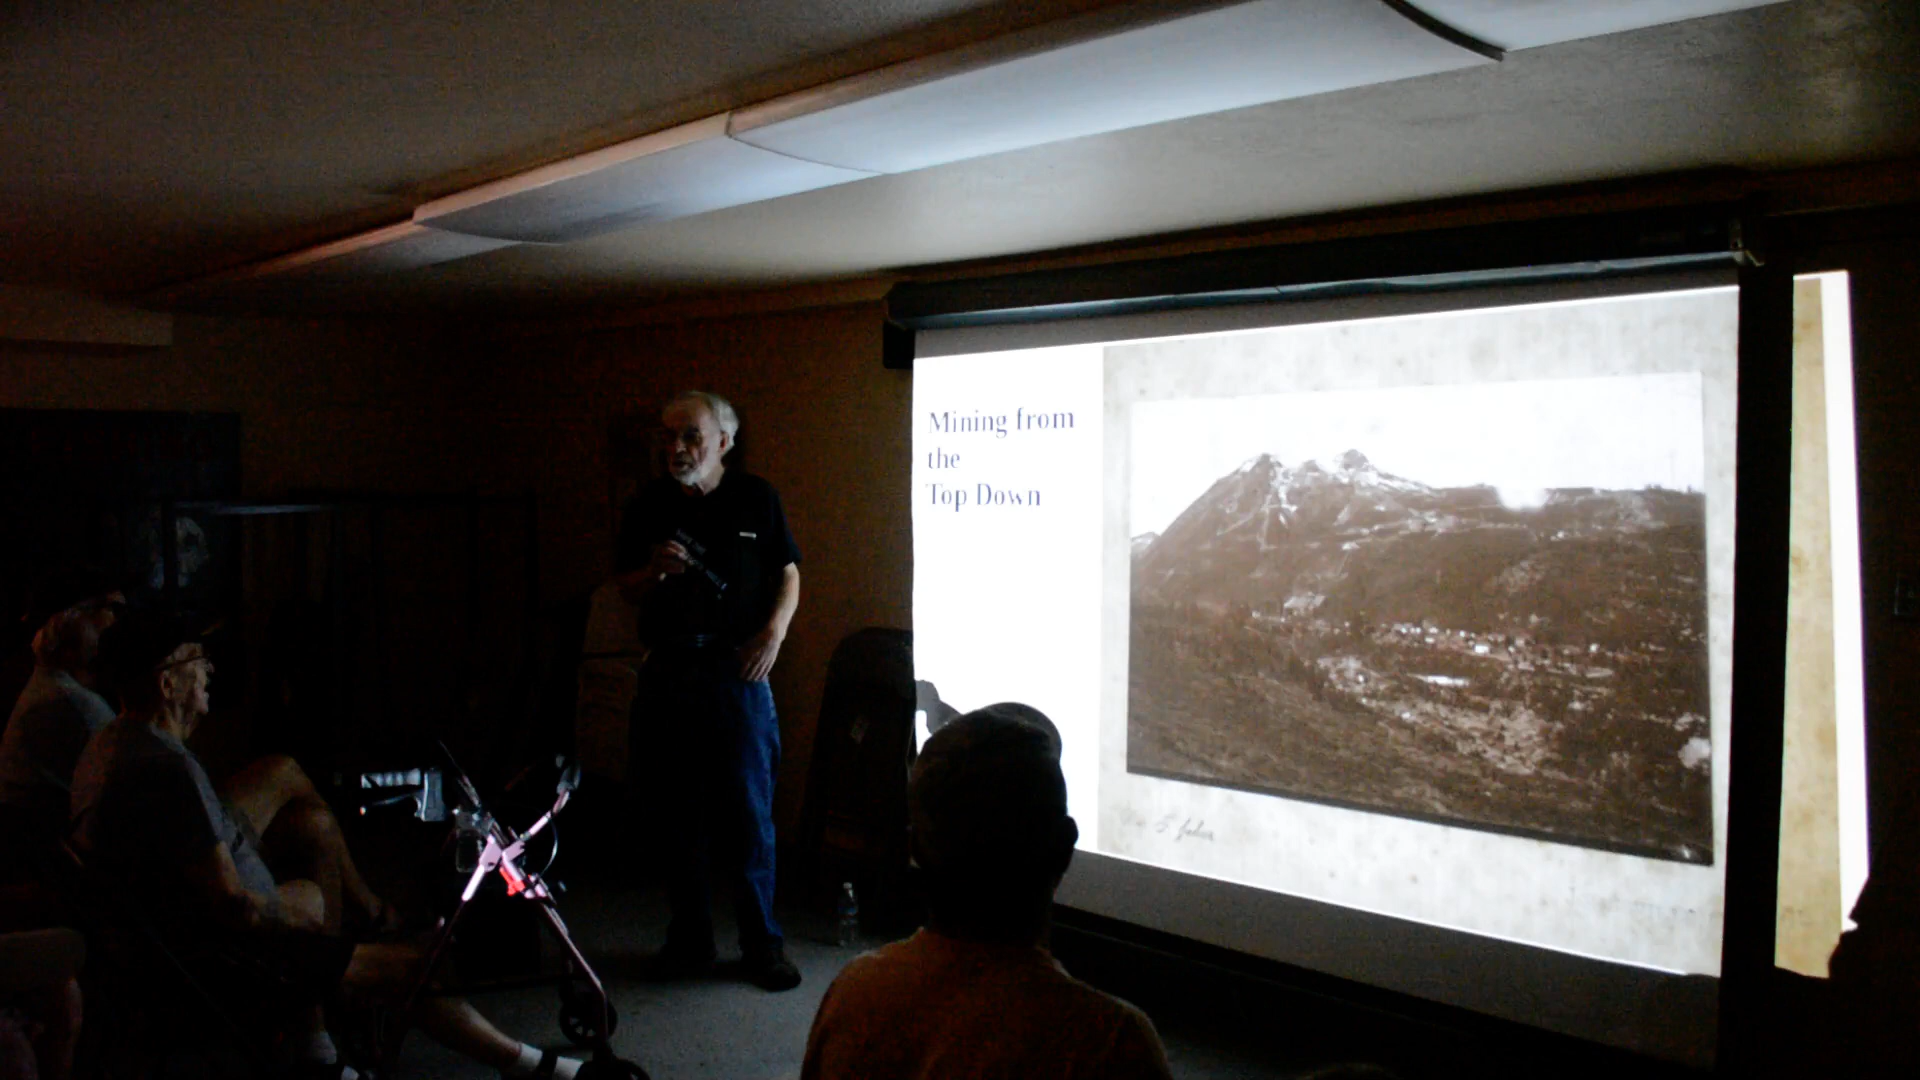 Mining from
the
Top Down